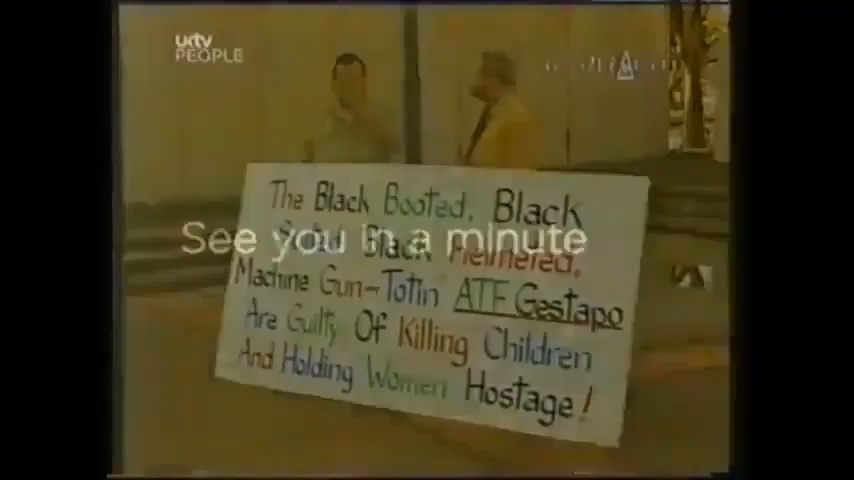 uktv
PEOPLE
The Black Booted, Black
Suited, Black Helmeted,
Machine Gun-Totin ATF Gestapo
Are Guilty Of Killing Children
And Holding Women Hostage!
See you in a minute